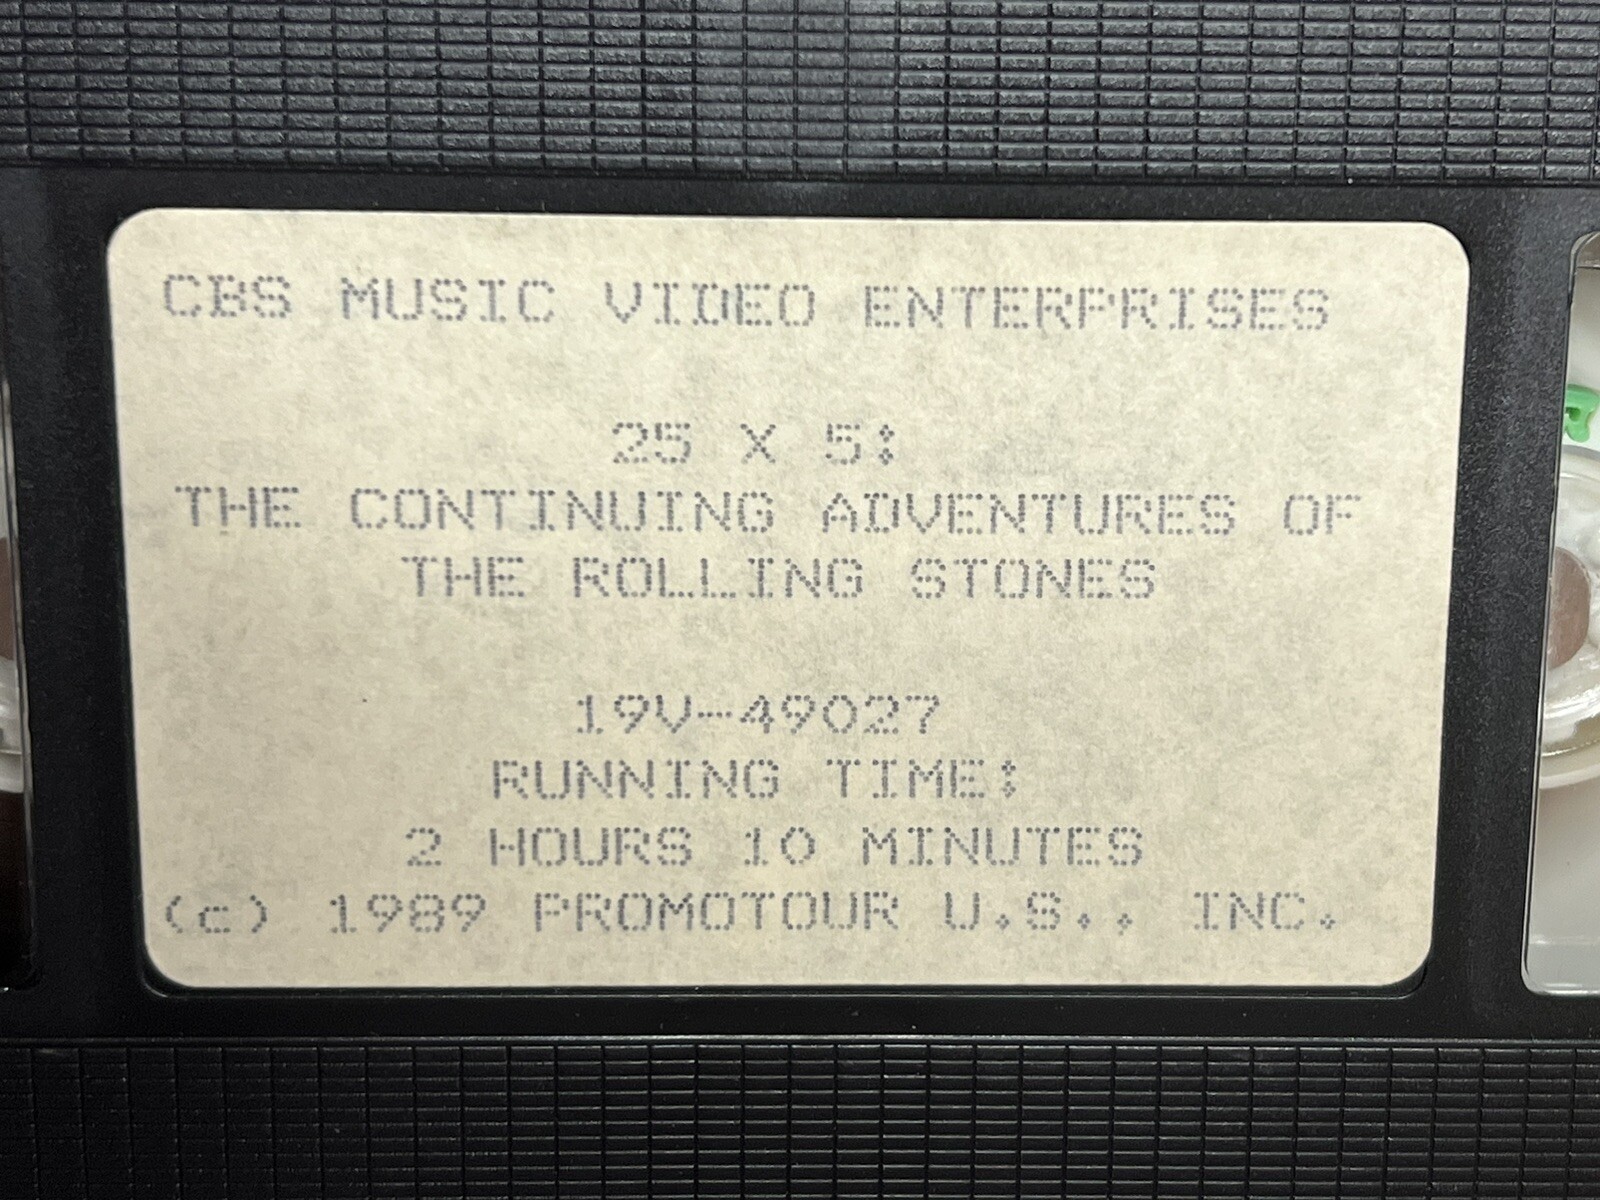 CBS MUSIC VIDEO ENTERPRISES
25 X 5:
THE CONTINUING ADVENTURES OF
THE ROLLING STONES
19V-49027
RUNNING TIME:
2 HOURS 10 MINUTES
(c) 1989 PROMOTOUR U.S., INC.